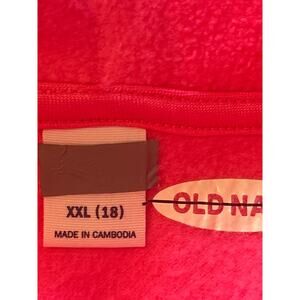 XXL (18)
MADE IN CAMBODIA
OLD NA